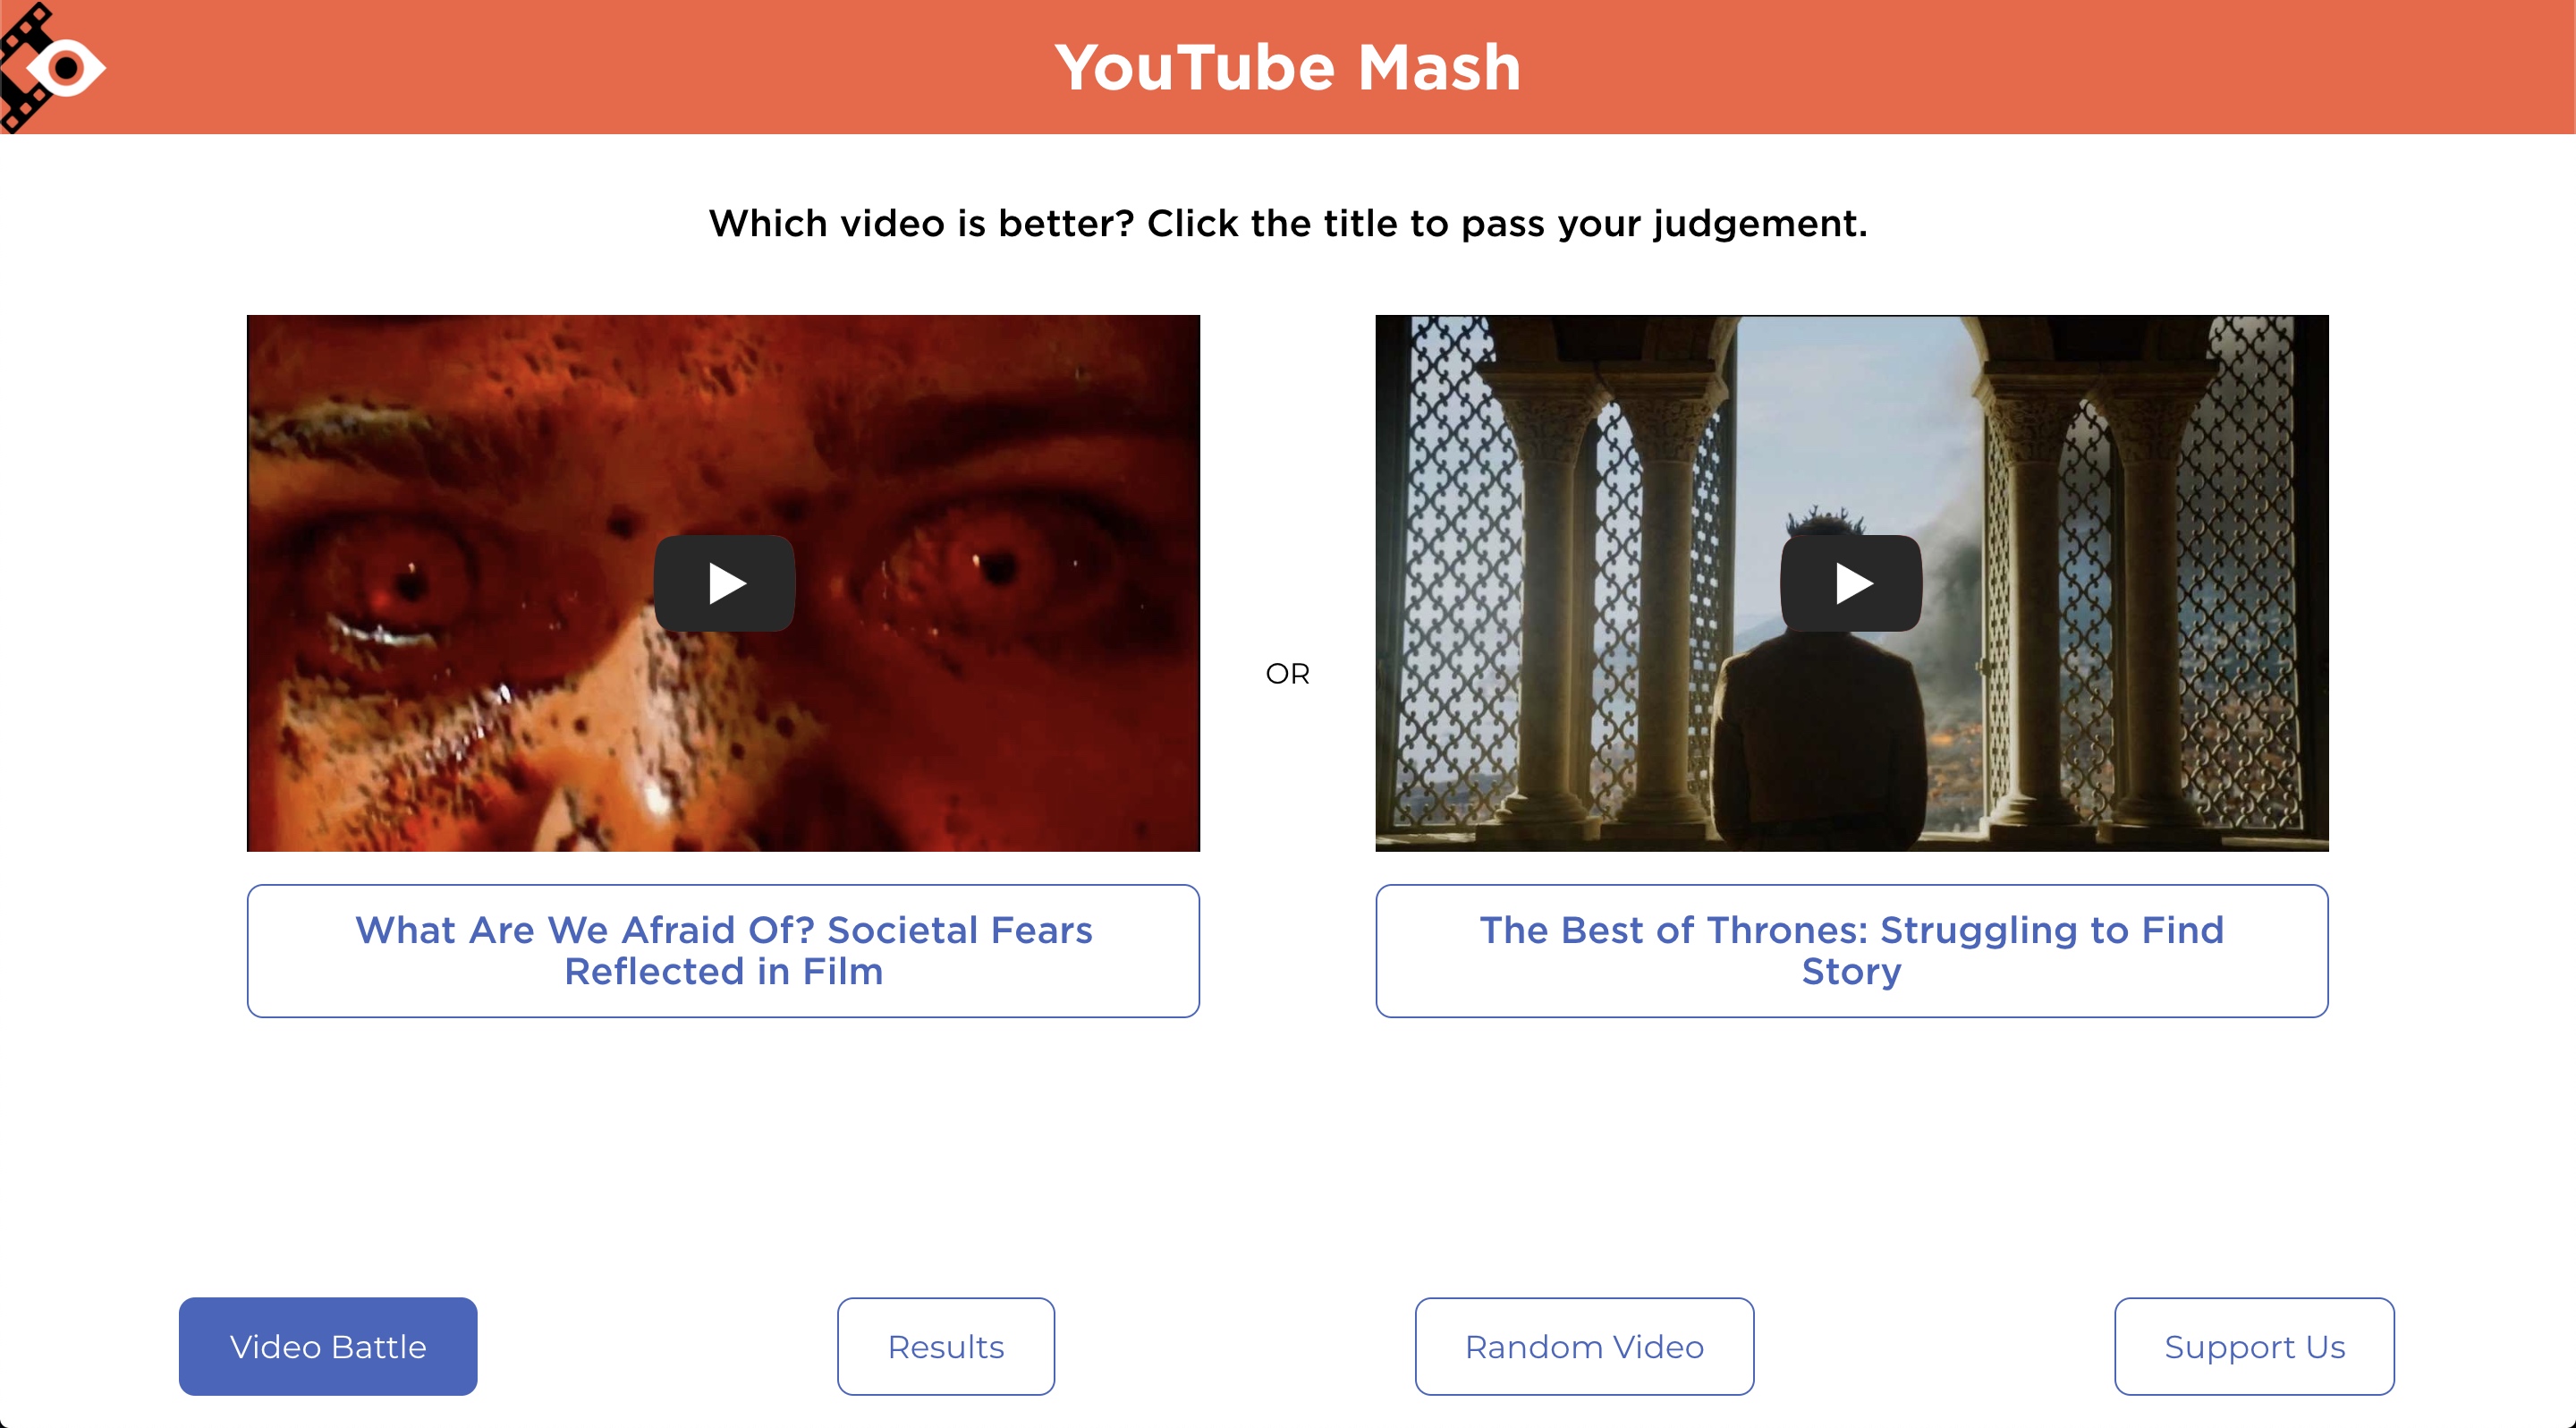 YouTube Mash
Which video is better? Click the title to pass your judgement.
OR
What Are We Afraid Of? Societal Fears
Reflected in Film
The Best of Thrones: Struggling to Find
Story
Video Battle
Results
Random Video
Support Us